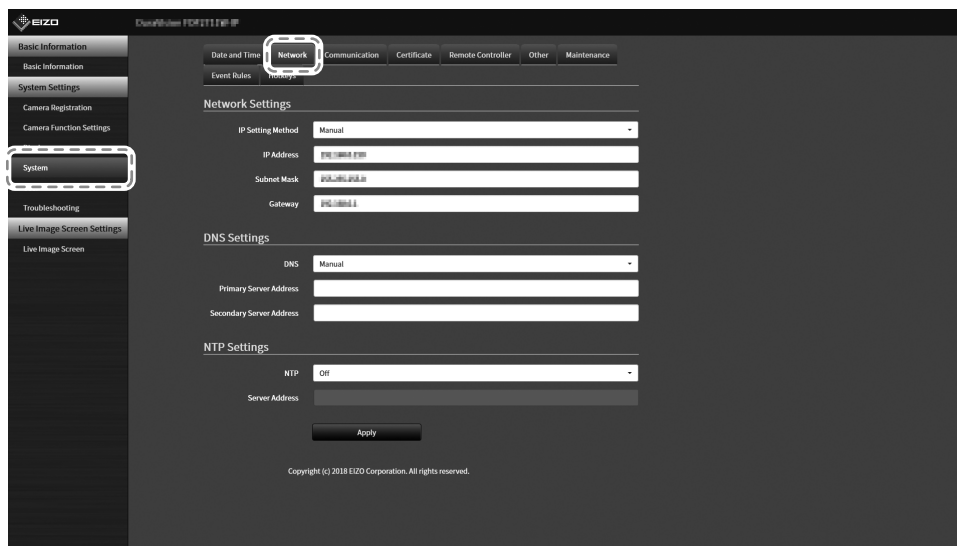 EIZO
Basic Information
Basic Information
System Settings
Camera Registration
Camera Function Settings
System
Troubleshooting
Live Image Screen Settings
Live Image Screen
Date and Time Network Communication Certificate Remote Controller Other Maintenance
Event Rules Hotkeys
Network Settings
IP Setting Method Manual
IP Address
Subnet Mask
Gateway
DNS Settings
DNS Manual
Primary Server Address
Secondary Server Address
NTP Settings
NTP Off
Server Address
Apply
Copyright (c) 2018 EIZO Corporation. All rights reserved.